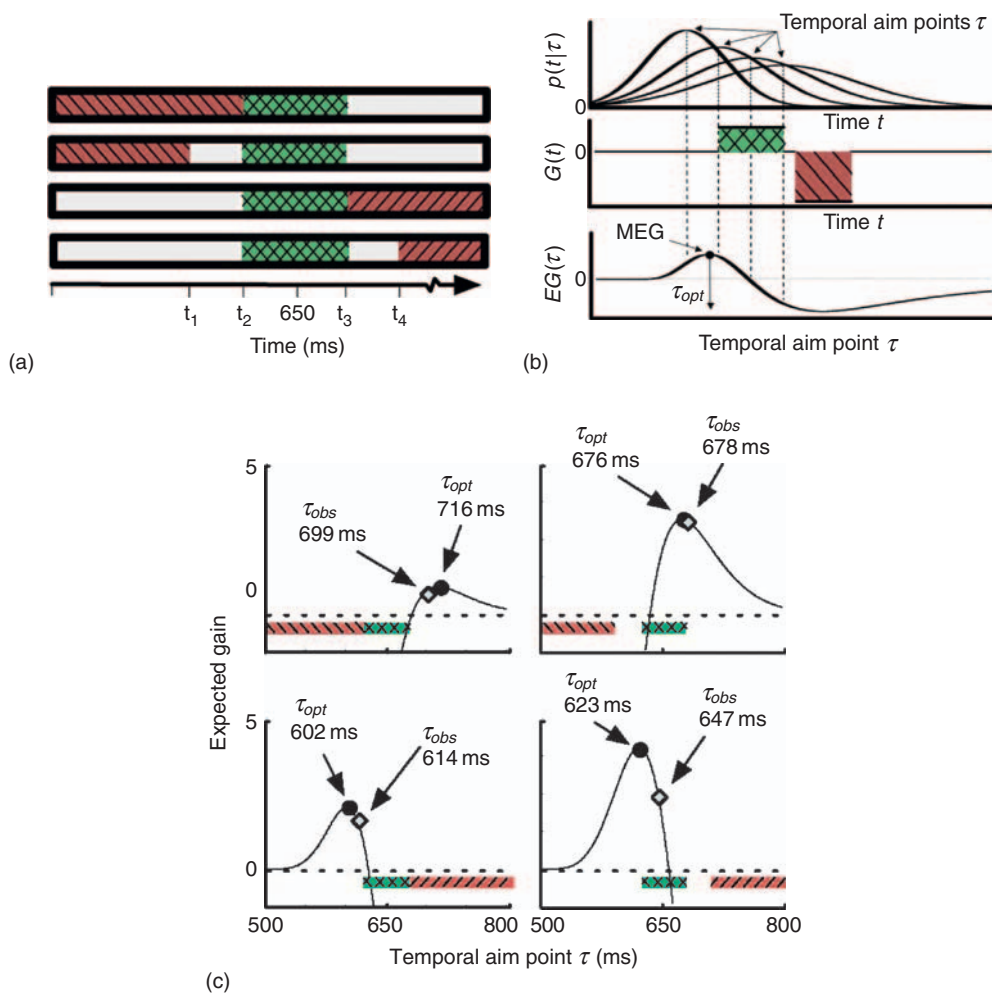 t₁ t₂ 650 t₃ t₄
Time (ms)
(a)
Temporal aim points τ
p(t|τ)
0
Time t
G(t)
0
Time t
MEG
EG(τ)
0
τopt
Temporal aim point τ
(b)
τopt
676 ms
τobs
678 ms
5
τopt
716 ms
τobs
699 ms
0
Expected gain
τopt
623 ms
τobs
647 ms
5
τopt
602 ms
τobs
614 ms
0
500 650 800 500 650 800
Temporal aim point τ (ms)
(c)